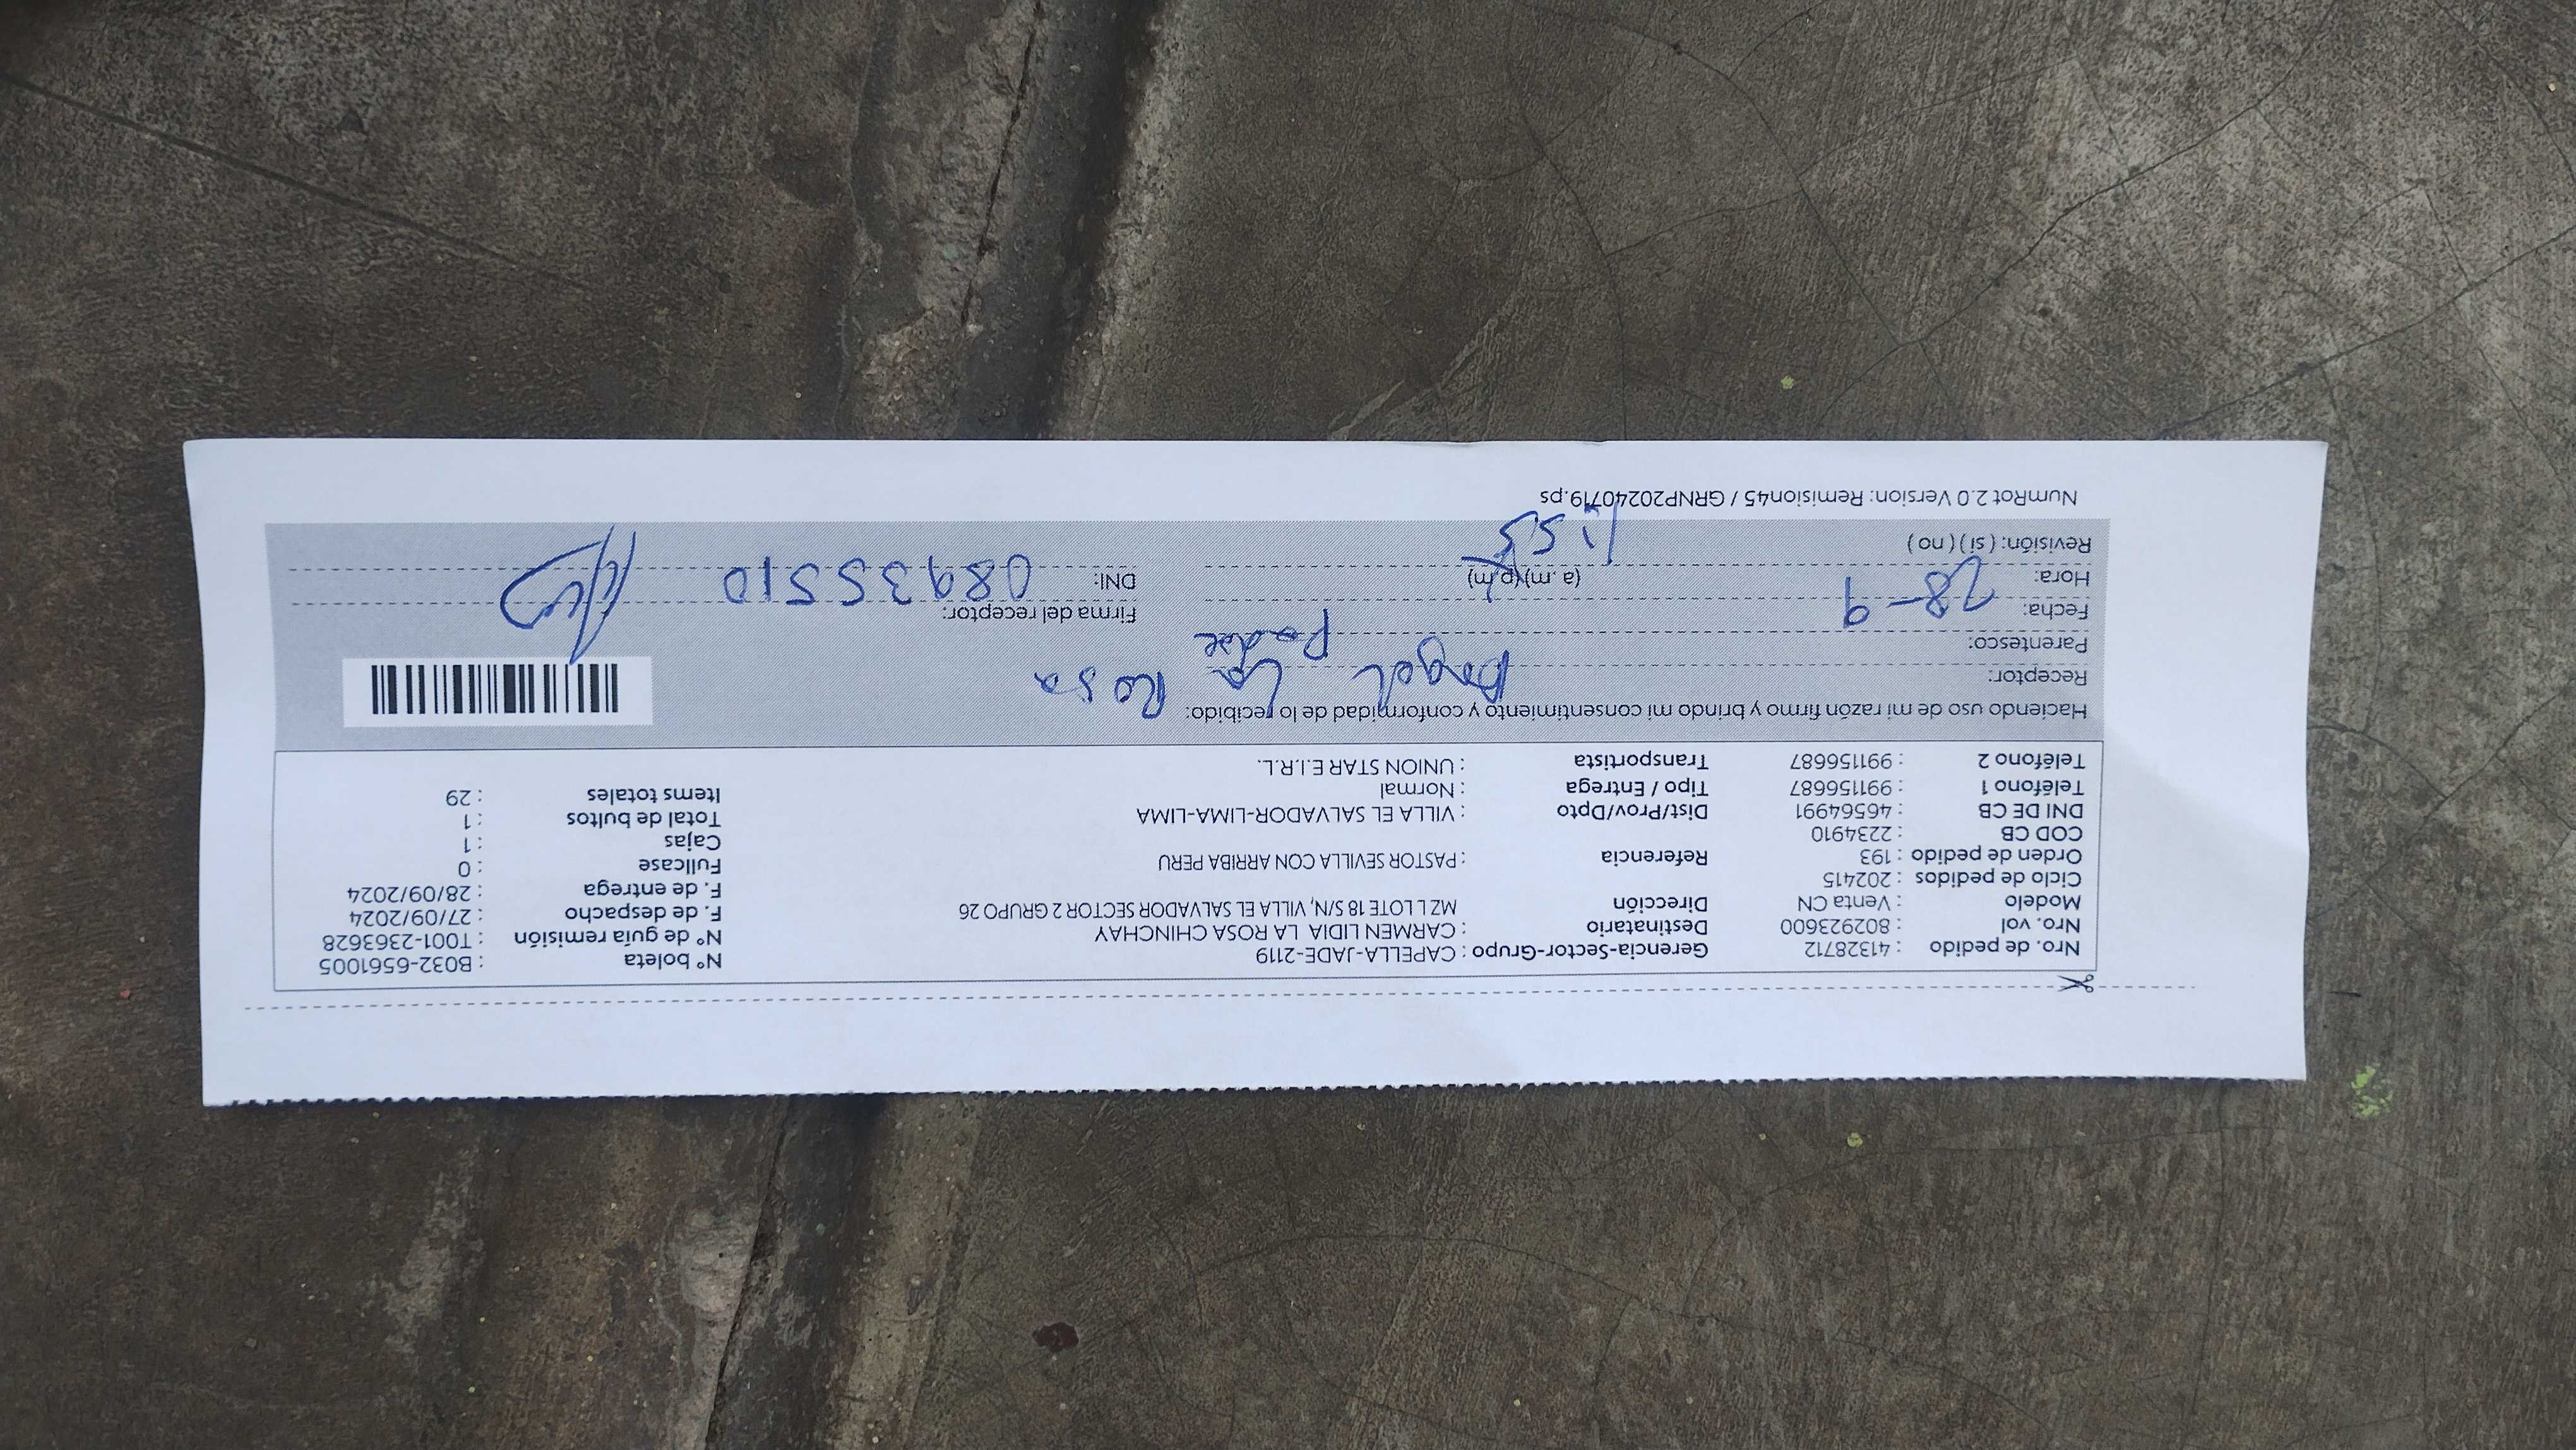 Nro. de pedido : 41328712 Gerencia-Sector-Grupo : CAPELLA-JADE-2119 N° boleta : B032-6561005
Nro. vol : 802923600 Destinatario : CARMEN LIDIA LA ROSA CHINCHAY N° de guía remisión : T001-2363628
Modelo : Venta CN Dirección MZ L LOTE 18 S/N, VILLA EL SALVADOR SECTOR 2 GRUPO 26 F. de despacho : 27/09/2024
Ciclo de pedidos : 202415 F. de entrega : 28/09/2024
Orden de pedido : 193 Referencia : PASTOR SEVILLA CON ARRIBA PERU Fullcase : 0
COD CB : 2234910 Cajas : 1
DNI DE CB : 46564991 Dist/Prov/Dpto : VILLA EL SALVADOR-LIMA-LIMA Total de bultos : 1
Teléfono 1 : 991156687 Tipo / Entrega : Normal Items totales : 29
Teléfono 2 : 991156687 Transportista : UNION STAR E.I.R.L.
Haciendo uso de mi razón firmo y brindo mi consentimiento y conformidad de lo recibido:
Receptor: Angel La Rosa
Parentesco: Padre
Fecha: 28-9 Firma del receptor:
Hora: (a.m) (p.m) 1:55 DNI: 08935510
Revisión: ( si ) ( no )
NumRot 2.0 Version: Remision45 / GRNP20240719.ps